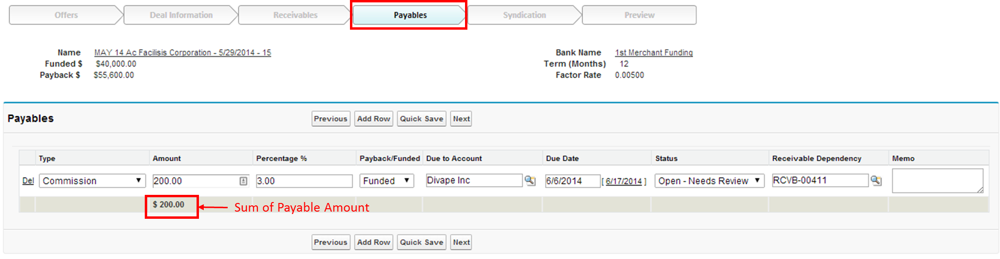 Offers Deal Information Receivables Payables Syndication Preview
Name MAY 14 Ac Facilisis Corporation - 5/29/2014 - 15 Bank Name 1st Merchant Funding
Funded $ $40,000.00 Term (Months) 12
Payback $ $55,600.00 Factor Rate 0.00500
Payables Previous Add Row Quick Save Next
Type Amount Percentage % Payback/Funded Due to Account Due Date Status Receivable Dependency Memo
Del Commission 200.00 3.00 Funded Divape Inc 6/6/2014 [ 6/17/2014 ] Open - Needs Review RCVB-00411
$ 200.00 Sum of Payable Amount
Previous Add Row Quick Save Next